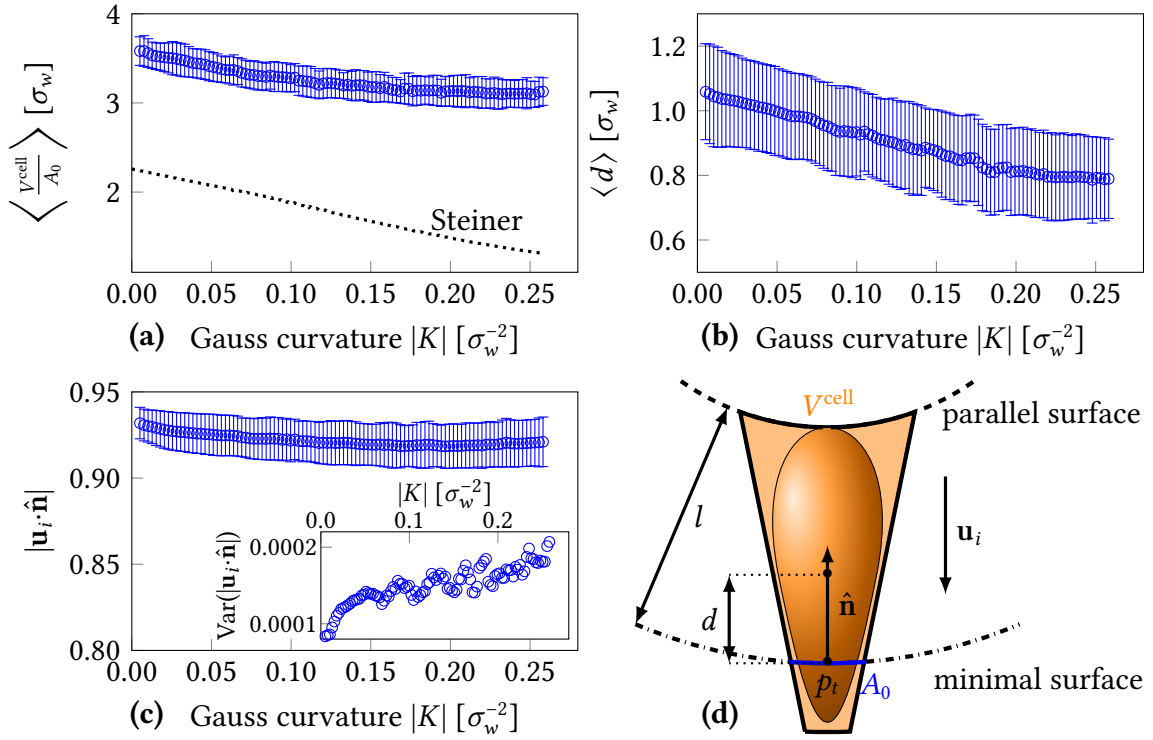 4
3
2
⟨V^cell/A_0⟩ [σ_w]
Steiner
0.00 0.05 0.10 0.15 0.20 0.25
(a) Gauss curvature |K| [σ_w^−2]
1.2
1.0
0.8
0.6
⟨d⟩ [σ_w]
0.00 0.05 0.10 0.15 0.20 0.25
(b) Gauss curvature |K| [σ_w^−2]
0.95
0.90
0.85
0.80
|u_i·n̂|
|K| [σ_w^−2]
0.0 0.1 0.2
0.0002
0.0001
Var(|u_i·n̂|)
0.00 0.05 0.10 0.15 0.20 0.25
(c) Gauss curvature |K| [σ_w^−2]
V^cell
parallel surface
l
u_i
n̂
d
p_t
A_0
minimal surface
(d)